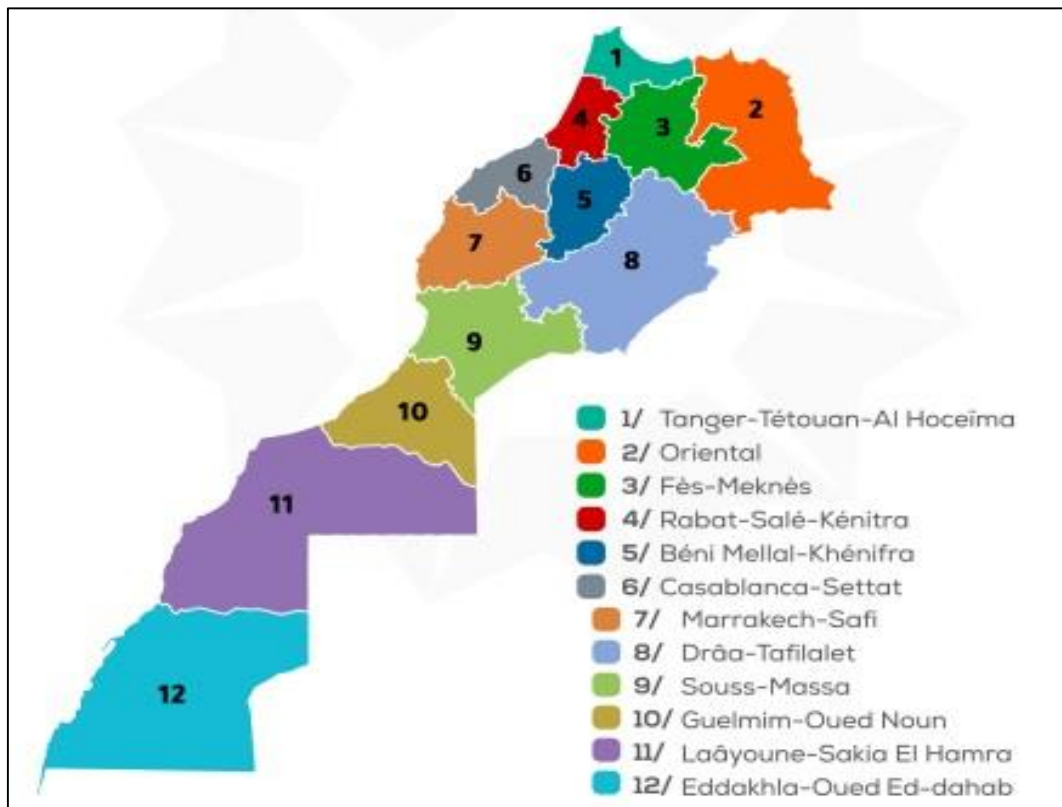 1
2
3
4
5
6
7
8
9
10
11
12
1/ Tanger-Tétouan-Al Hoceïma
2/ Oriental
3/ Fès-Meknès
4/ Rabat-Salé-Kénitra
5/ Béni Mellal-Khénifra
6/ Casablanca-Settat
7/ Marrakech-Safi
8/ Drâa-Tafilalet
9/ Souss-Massa
10/ Guelmim-Oued Noun
11/ Laâyoune-Sakia El Hamra
12/ Eddakhla-Oued Ed-dahab